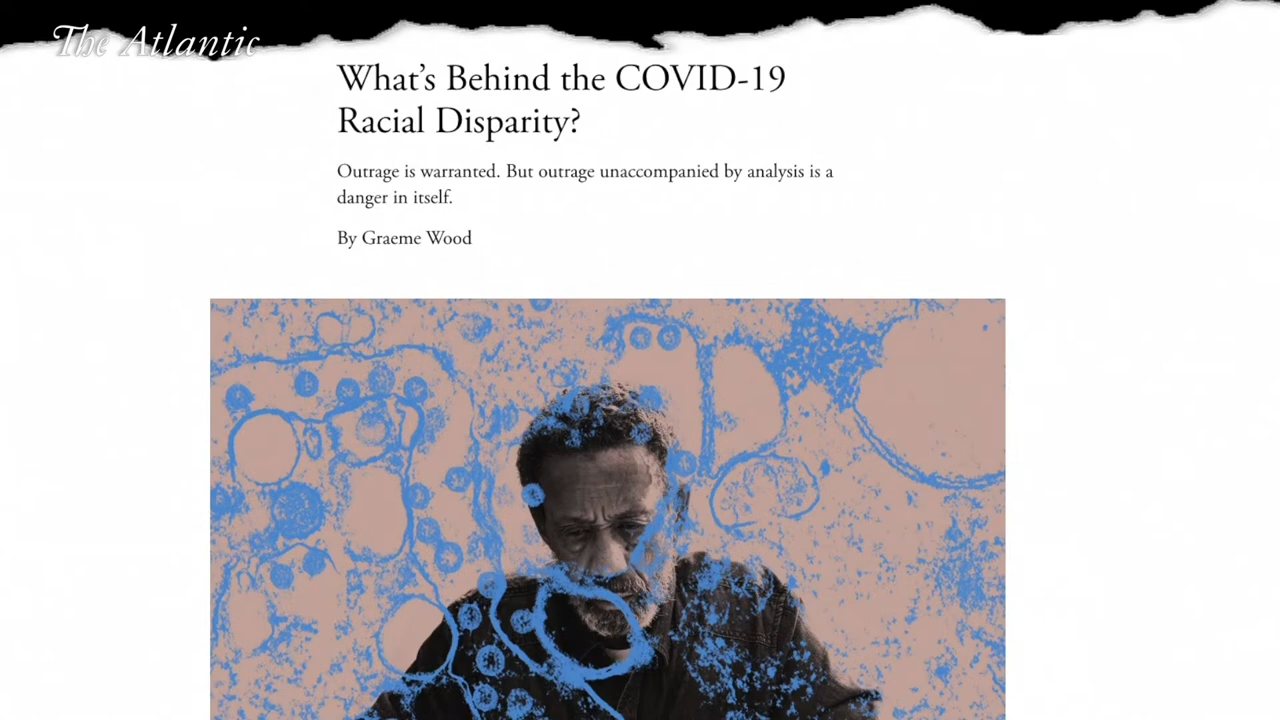 The Atlantic
What's Behind the COVID-19
Racial Disparity?
Outrage is warranted. But outrage unaccompanied by analysis is a
danger in itself.
By Graeme Wood